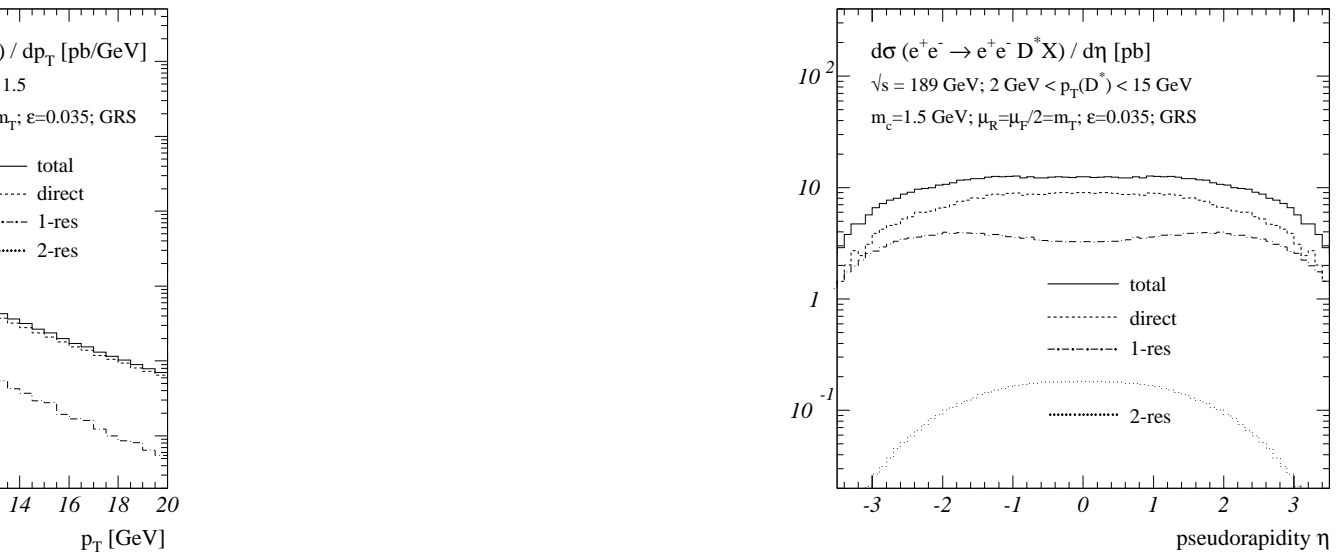 ) / dp_T [pb/GeV]
1.5
m_T; ε=0.035; GRS
total
direct
1-res
2-res
14 16 18 20
p_T [GeV]
dσ (e⁺e⁻ → e⁺e⁻ D*X) / dη [pb]
√s = 189 GeV; 2 GeV < p_T(D*) < 15 GeV
m_c=1.5 GeV; μ_R=μ_F/2=m_T; ε=0.035; GRS
10²
10
1
10⁻¹
total
direct
1-res
2-res
-3 -2 -1 0 1 2 3
pseudorapidity η